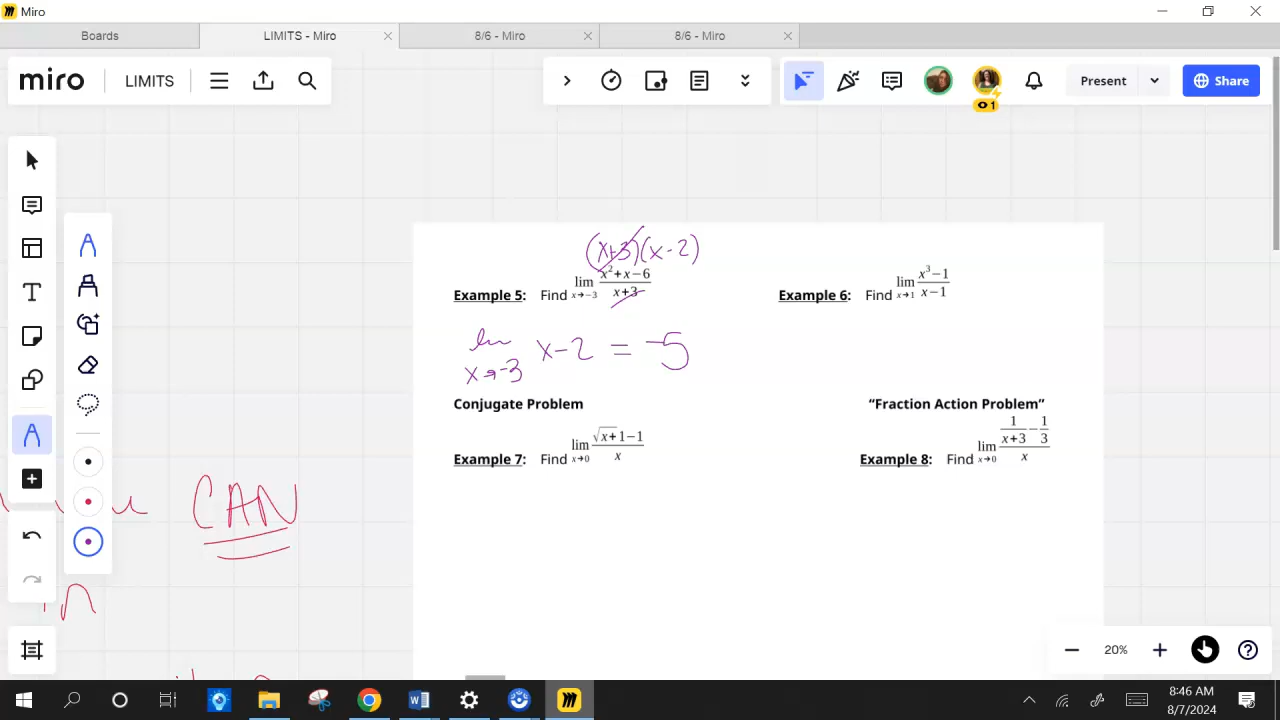 Miro
Boards
LIMITS - Miro
8/6 - Miro
8/6 - Miro
miro
LIMITS
1
Present
Share
(x+3)(x-2)
Example 5: Find lim x→−3 x²+x−6 / x+3
Example 6: Find lim x→1 x³−1 / x−1
lim x→-3 x-2 = -5
Conjugate Problem
“Fraction Action Problem”
Example 7: Find lim x→0 √x+1−1 / x
Example 8: Find lim x→0 1/x+3 − 1/3 / x
CAN
20%
8:46 AM
8/7/2024